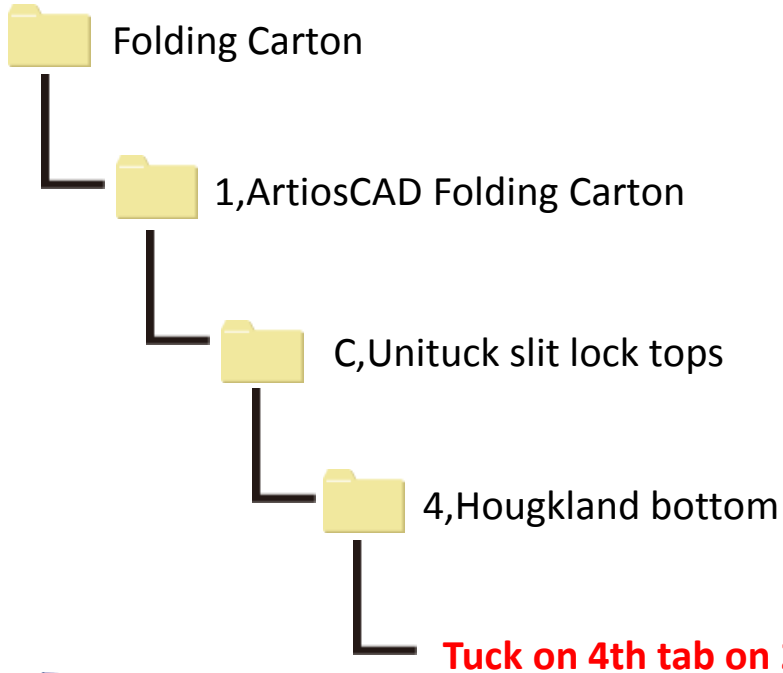 Folding Carton
1,ArtiosCAD Folding Carton
C,Unituck slit lock tops
4,Hougkland bottom
Tuck on 4th tab on